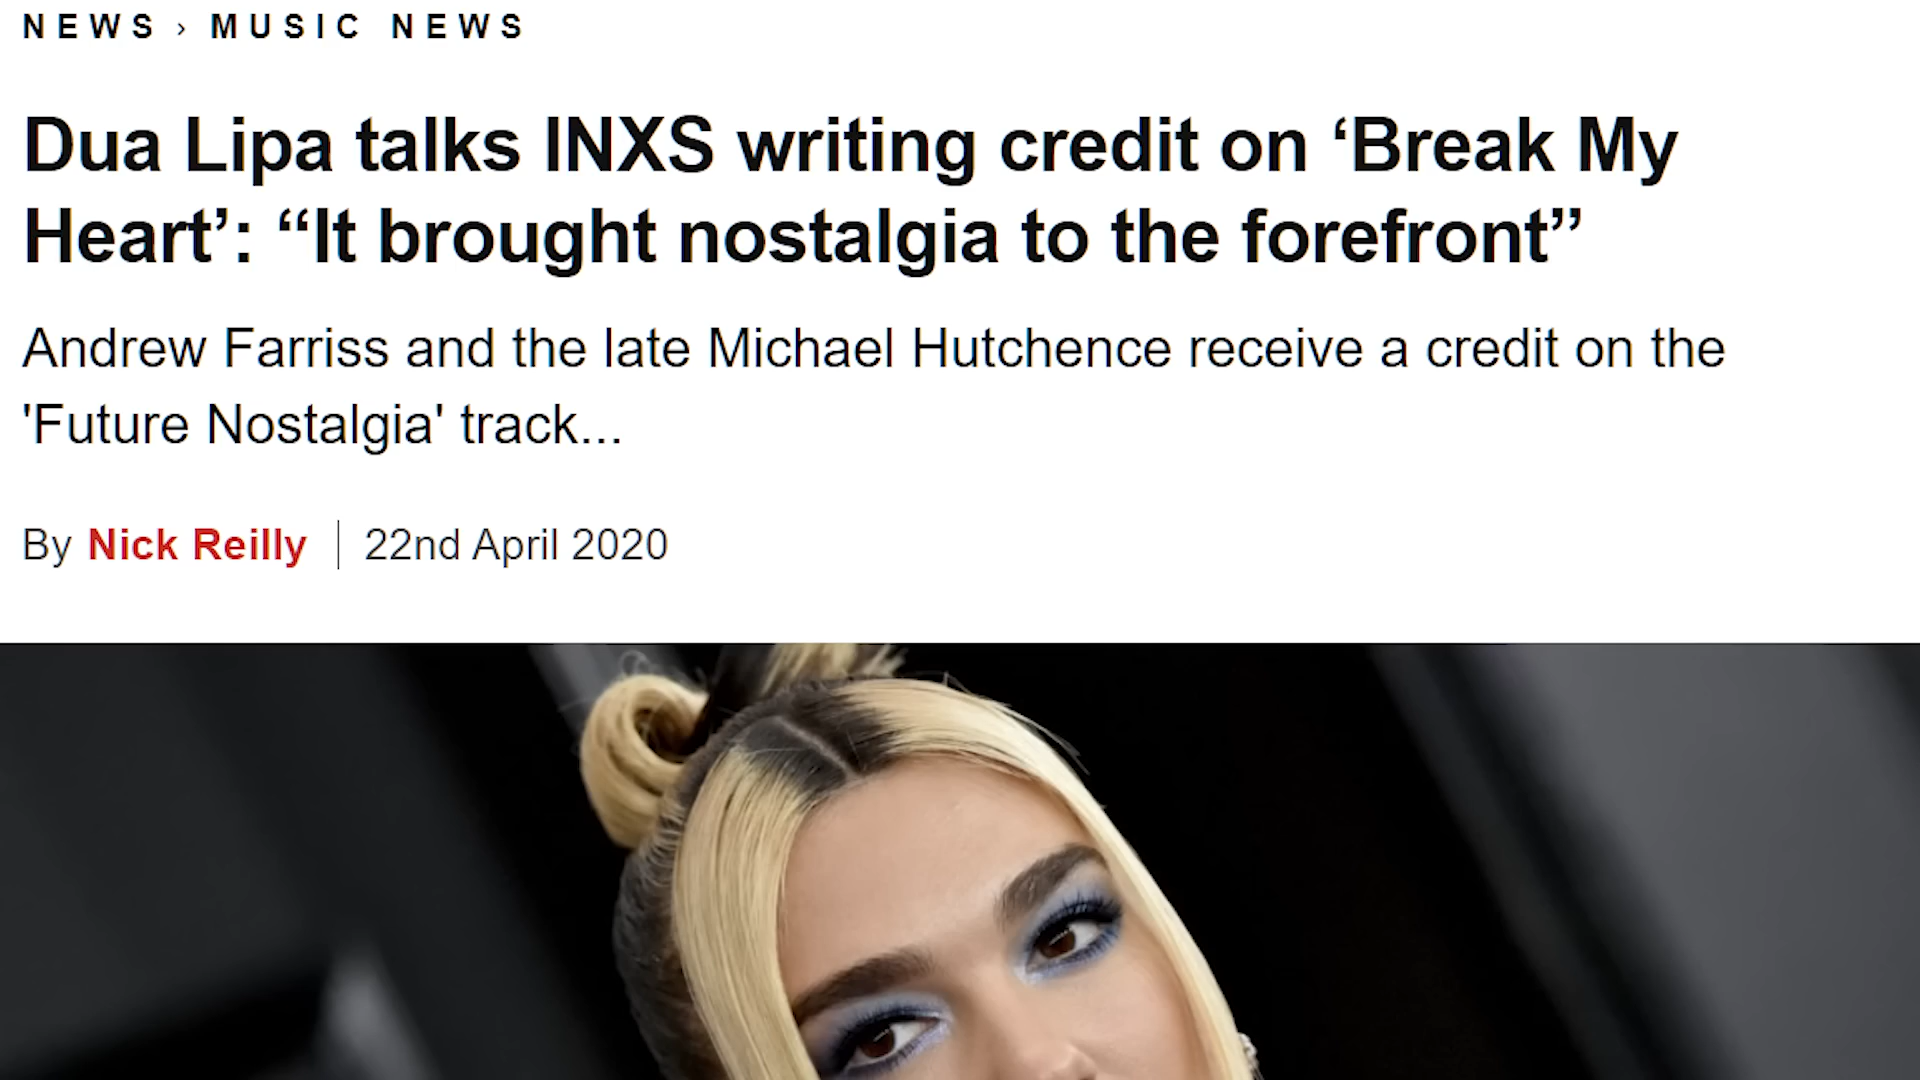 NEWS › MUSIC NEWS
Dua Lipa talks INXS writing credit on ‘Break My
Heart’: “It brought nostalgia to the forefront”
Andrew Farriss and the late Michael Hutchence receive a credit on the
'Future Nostalgia' track...
By Nick Reilly | 22nd April 2020